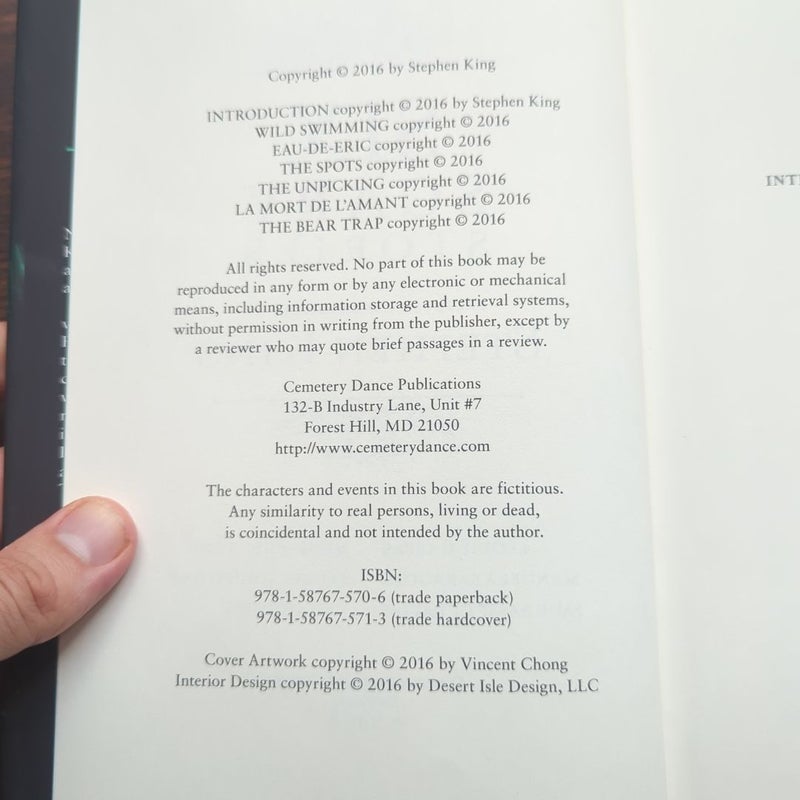 Copyright © 2016 by Stephen King
INTRODUCTION copyright © 2016 by Stephen King
WILD SWIMMING copyright © 2016
EAU-DE-ERIC copyright © 2016
THE SPOTS copyright © 2016
THE UNPICKING copyright © 2016
LA MORT DE L'AMANT copyright © 2016
THE BEAR TRAP copyright © 2016
All rights reserved. No part of this book may be
reproduced in any form or by any electronic or mechanical
means, including information storage and retrieval systems,
without permission in writing from the publisher, except by
a reviewer who may quote brief passages in a review.
Cemetery Dance Publications
132-B Industry Lane, Unit #7
Forest Hill, MD 21050
http://www.cemeterydance.com
The characters and events in this book are fictitious.
Any similarity to real persons, living or dead,
is coincidental and not intended by the author.
ISBN:
978-1-58767-570-6 (trade paperback)
978-1-58767-571-3 (trade hardcover)
Cover Artwork copyright © 2016 by Vincent Chong
Interior Design copyright © 2016 by Desert Isle Design, LLC